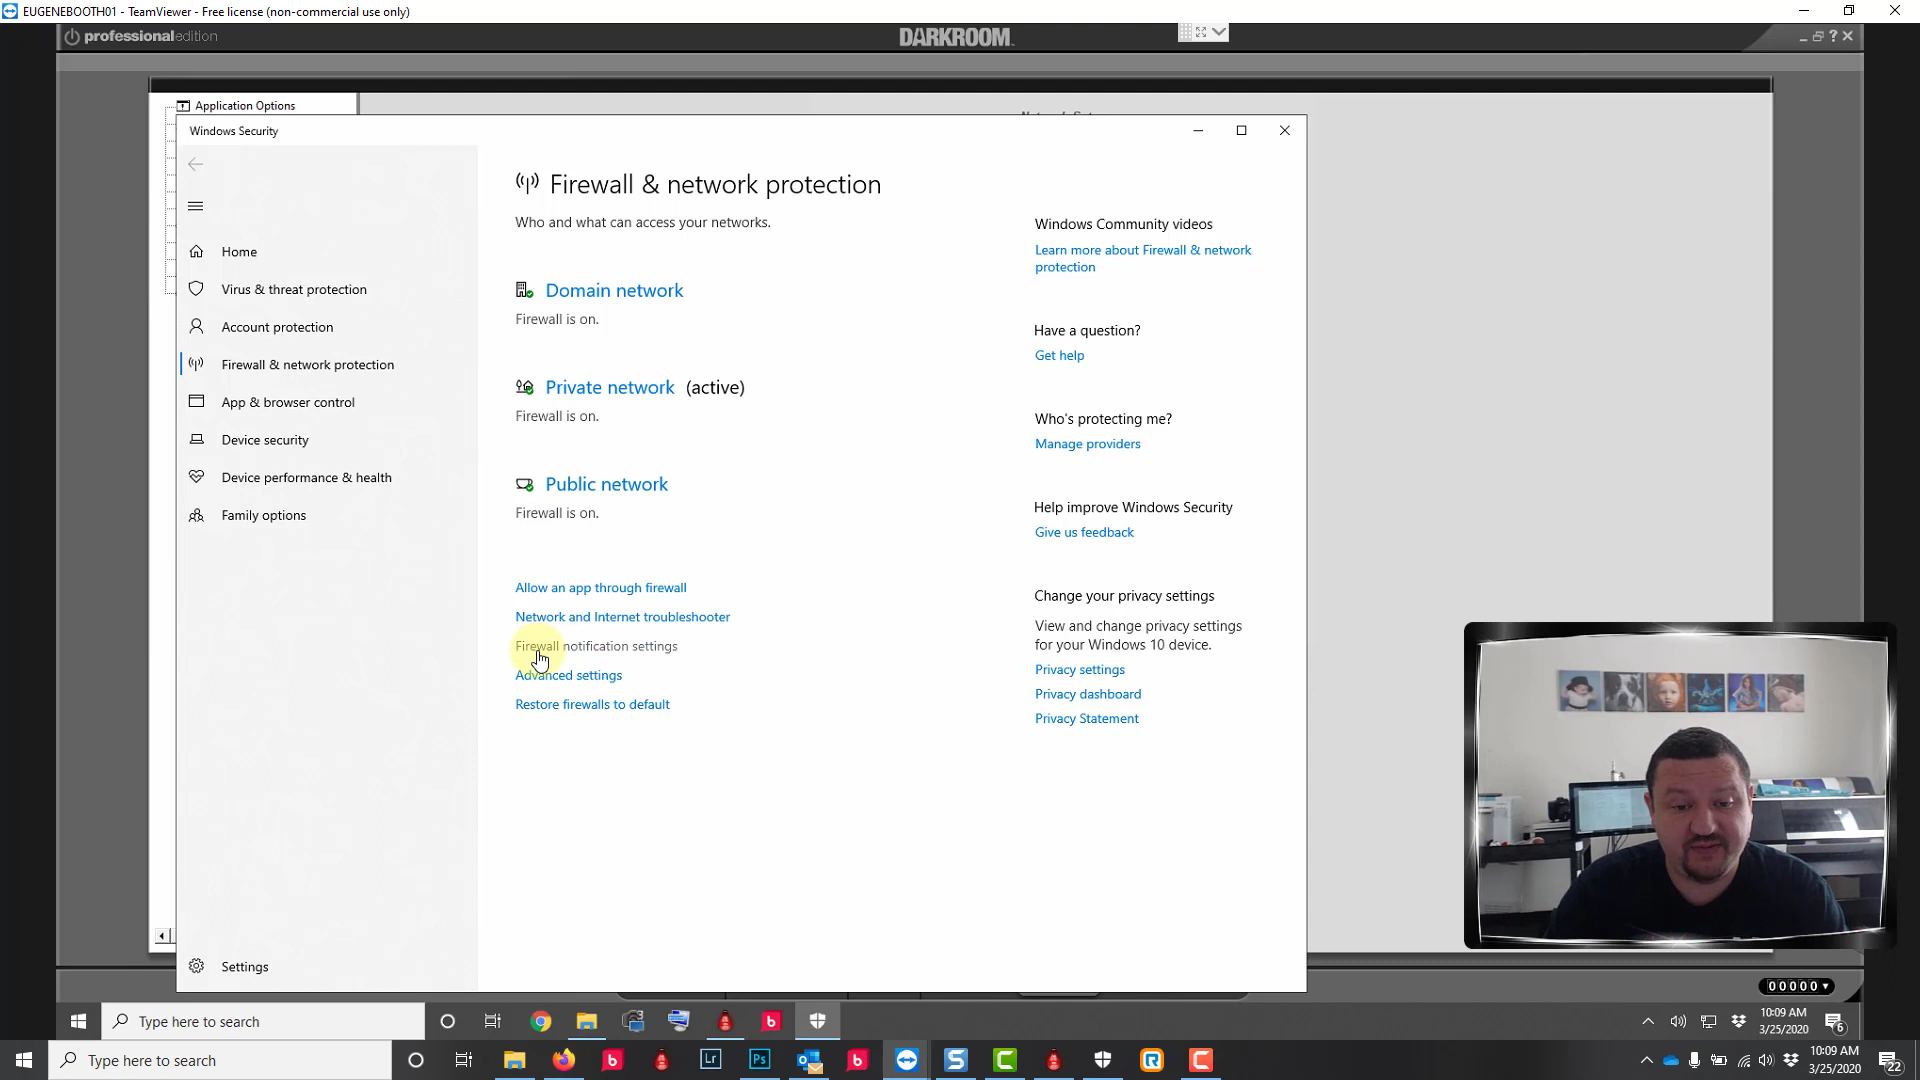 EUGENEBOOTH01 - TeamViewer - Free license (non-commercial use only)
professionaledition
DARKROOM
Application Options
Windows Security
Firewall & network protection
Who and what can access your networks.
Home
Virus & threat protection
Account protection
Firewall & network protection
App & browser control
Device security
Device performance & health
Family options
Settings
Domain network
Firewall is on.
Private network (active)
Firewall is on.
Public network
Firewall is on.
Allow an app through firewall
Network and Internet troubleshooter
Firewall notification settings
Advanced settings
Restore firewalls to default
Windows Community videos
Learn more about Firewall & network
protection
Have a question?
Get help
Who's protecting me?
Manage providers
Help improve Windows Security
Give us feedback
Change your privacy settings
View and change privacy settings
for your Windows 10 device.
Privacy settings
Privacy dashboard
Privacy Statement
00000
Type here to search
10:09 AM
3/25/2020
6
Type here to search
Lr
Ps
10:09 AM
3/25/2020
22